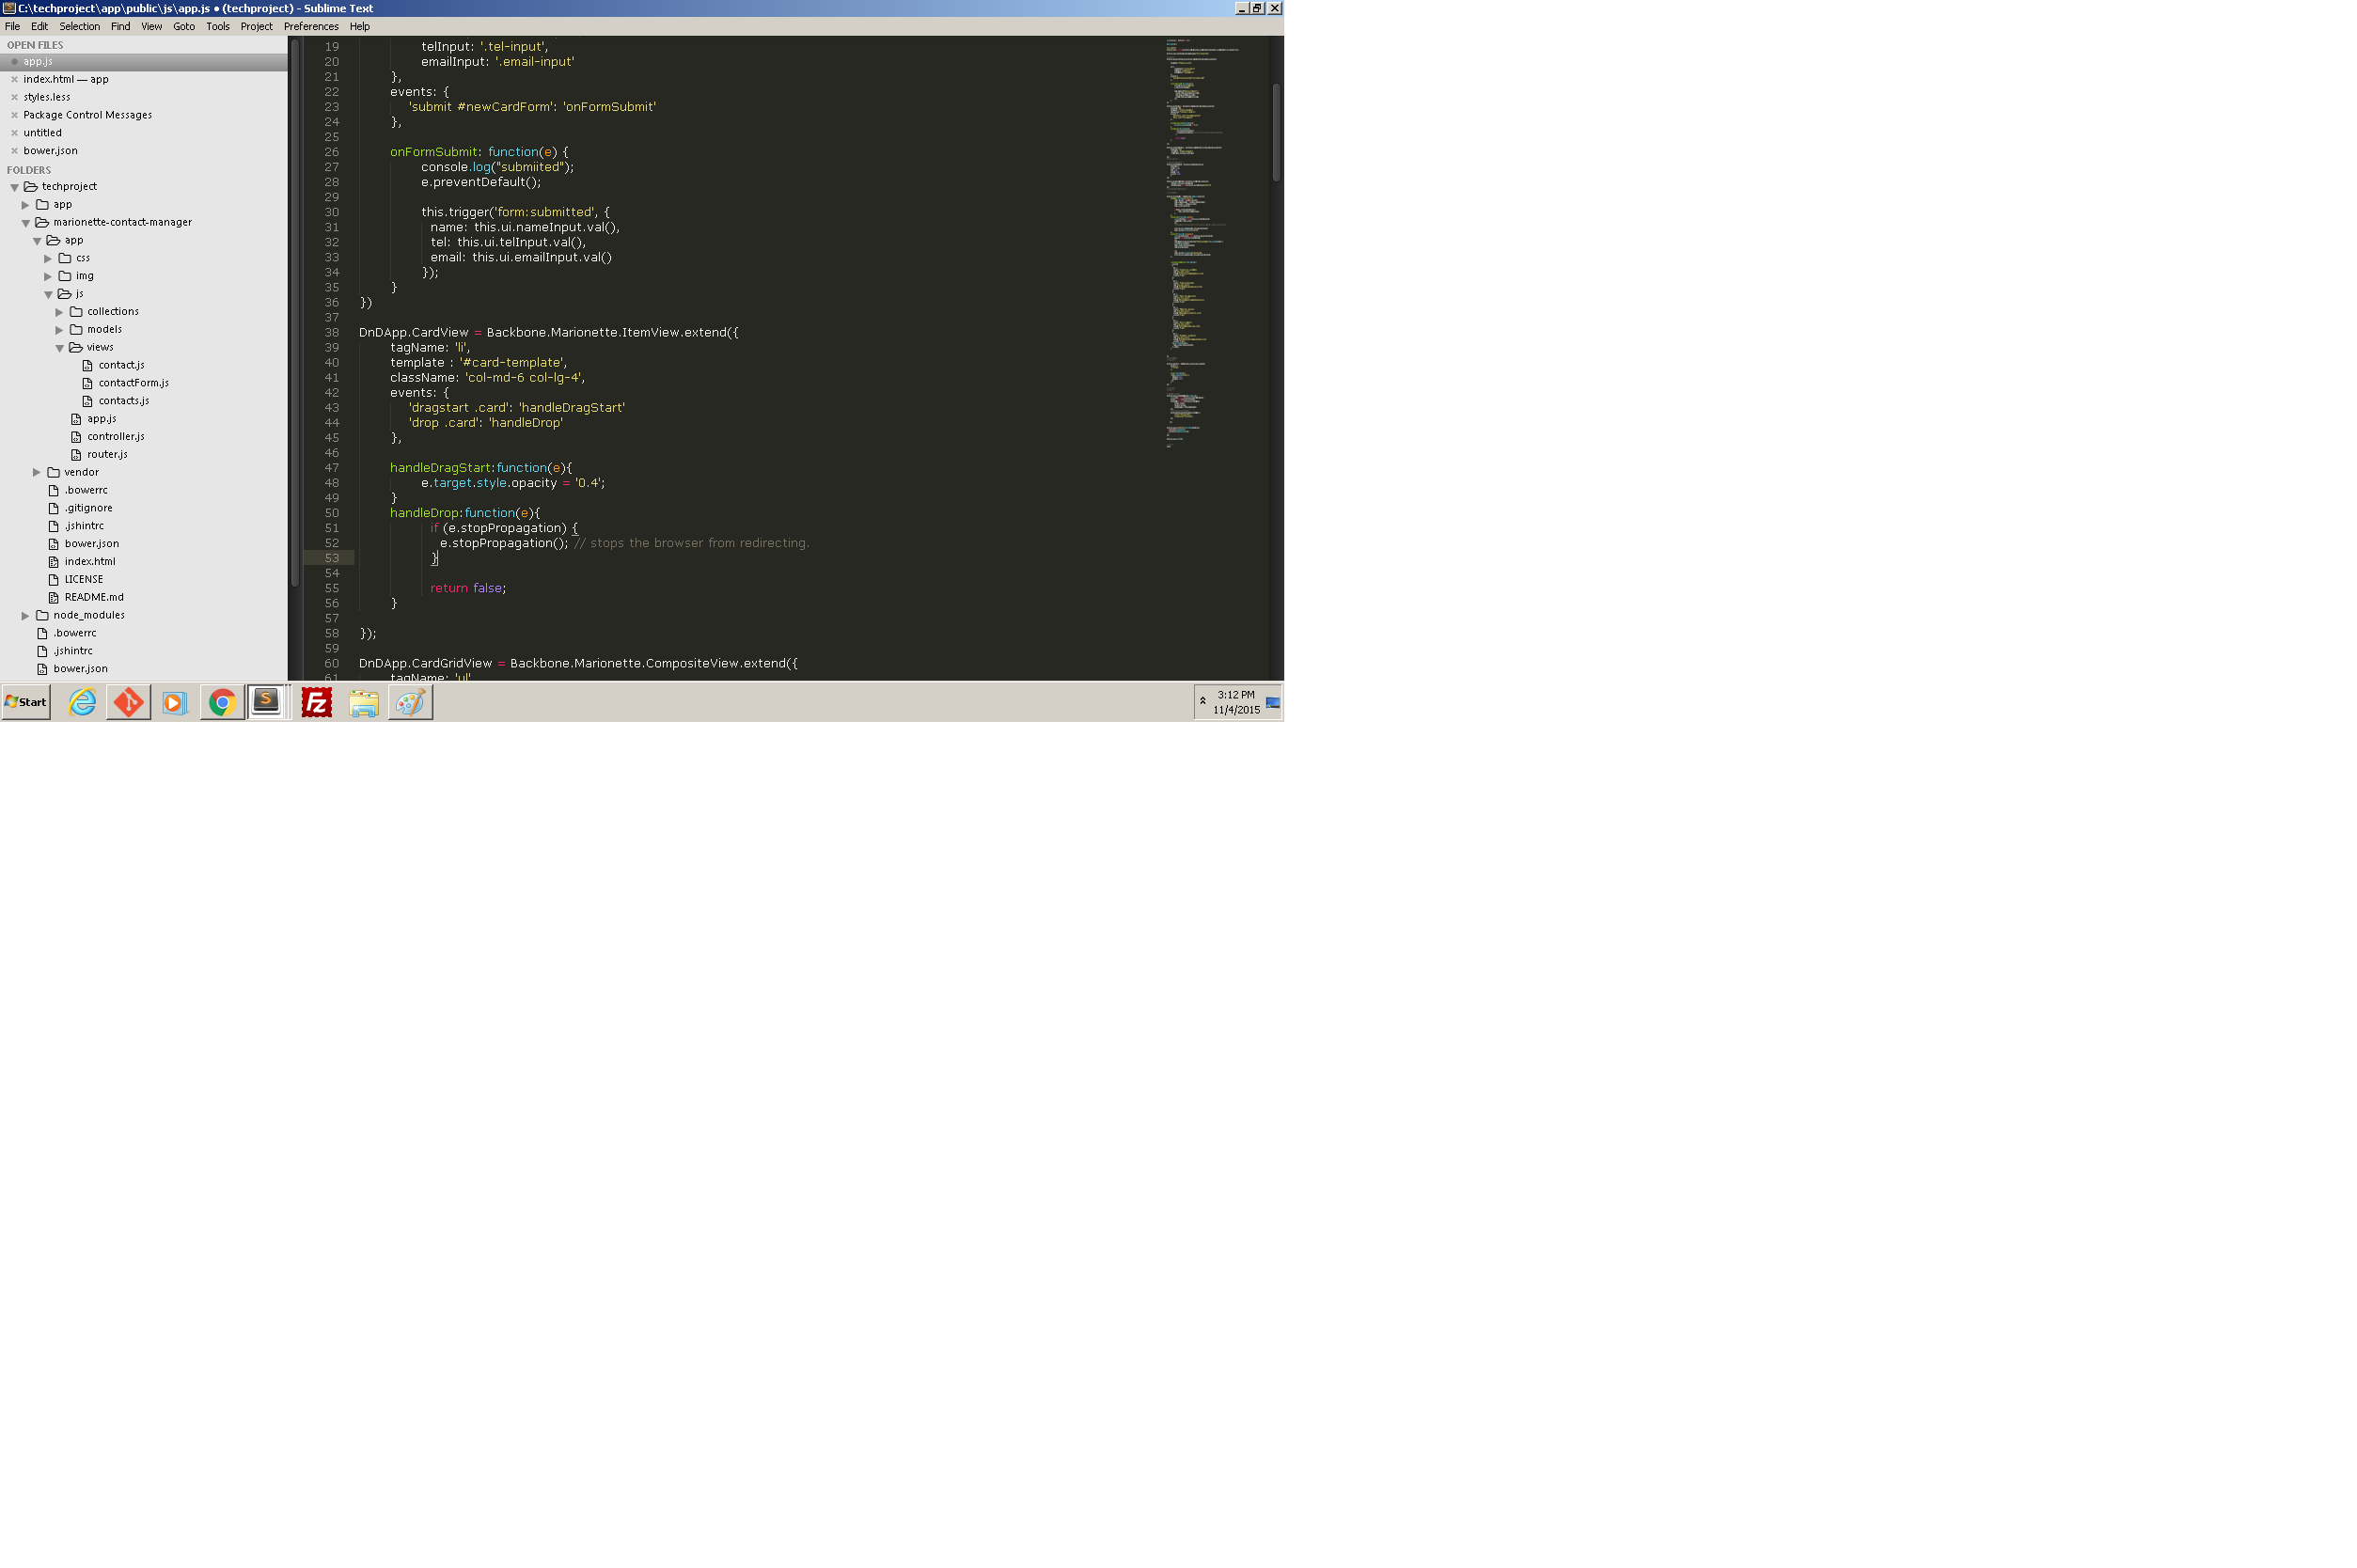 C:\techproject\app\public\js\app.js • (techproject) - Sublime Text
File Edit Selection Find View Goto Tools Project Preferences Help
OPEN FILES
app.js
index.html — app
styles.less
Package Control Messages
untitled
bower.json
FOLDERS
techproject
app
marionette-contact-manager
app
css
img
js
collections
models
views
contact.js
contactForm.js
contacts.js
app.js
controller.js
router.js
vendor
.bowerrc
.gitignore
.jshintrc
bower.json
index.html
LICENSE
README.md
node_modules
.bowerrc
.jshintrc
bower.json
19 telInput: '.tel-input',
20 emailInput: '.email-input'
21 },
22 events: {
23 'submit #newCardForm': 'onFormSubmit'
24 },
25
26 onFormSubmit: function(e) {
27 console.log("submiited");
28 e.preventDefault();
29
30 this.trigger('form:submitted', {
31 name: this.ui.nameInput.val(),
32 tel: this.ui.telInput.val(),
33 email: this.ui.emailInput.val()
34 });
35 }
36 })
37
38 DnDApp.CardView = Backbone.Marionette.ItemView.extend({
39 tagName: 'li',
40 template : '#card-template',
41 className: 'col-md-6 col-lg-4',
42 events: {
43 'dragstart .card': 'handleDragStart'
44 'drop .card': 'handleDrop'
45 },
46
47 handleDragStart:function(e){
48 e.target.style.opacity = '0.4';
49 }
50 handleDrop:function(e){
51 if (e.stopPropagation) {
52 e.stopPropagation(); // stops the browser from redirecting.
53 }
54
55 return false;
56 }
57
58 });
59
60 DnDApp.CardGridView = Backbone.Marionette.CompositeView.extend({
61 tagName: 'ul'
Start
S
Fz
3:12 PM
11/4/2015